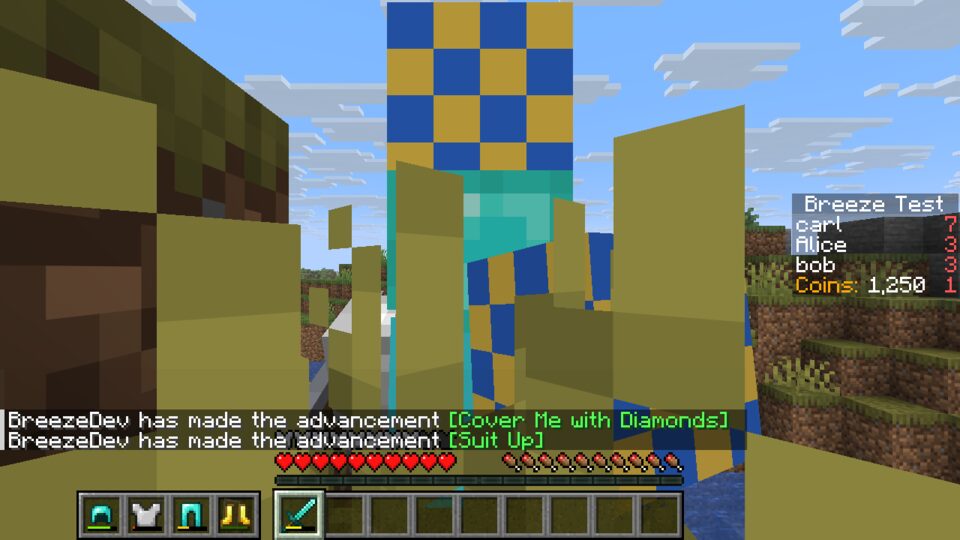 Breeze Test
carl 7
Alice 3
bob 3
Coins: 1,250 1
BreezeDev has made the advancement [Cover Me with Diamonds]
BreezeDev has made the advancement [Suit Up]